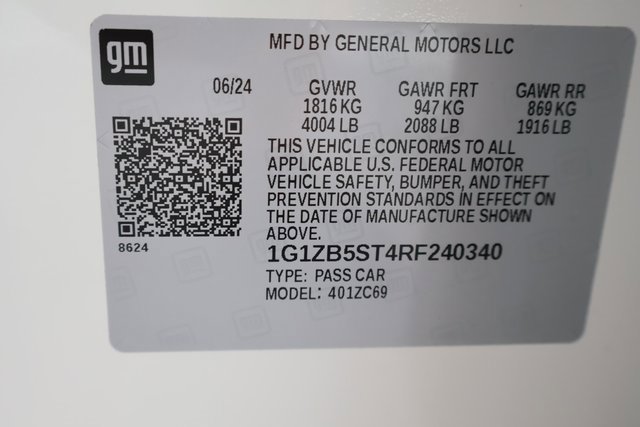 gm
MFD BY GENERAL MOTORS LLC
06/24 GVWR GAWR FRT GAWR RR
1816 KG 947 KG 869 KG
4004 LB 2088 LB 1916 LB
THIS VEHICLE CONFORMS TO ALL
APPLICABLE U.S. FEDERAL MOTOR
VEHICLE SAFETY, BUMPER, AND THEFT
PREVENTION STANDARDS IN EFFECT ON
THE DATE OF MANUFACTURE SHOWN
ABOVE.
8624
1G1ZB5ST4RF240340
TYPE: PASS CAR
MODEL: 401ZC69